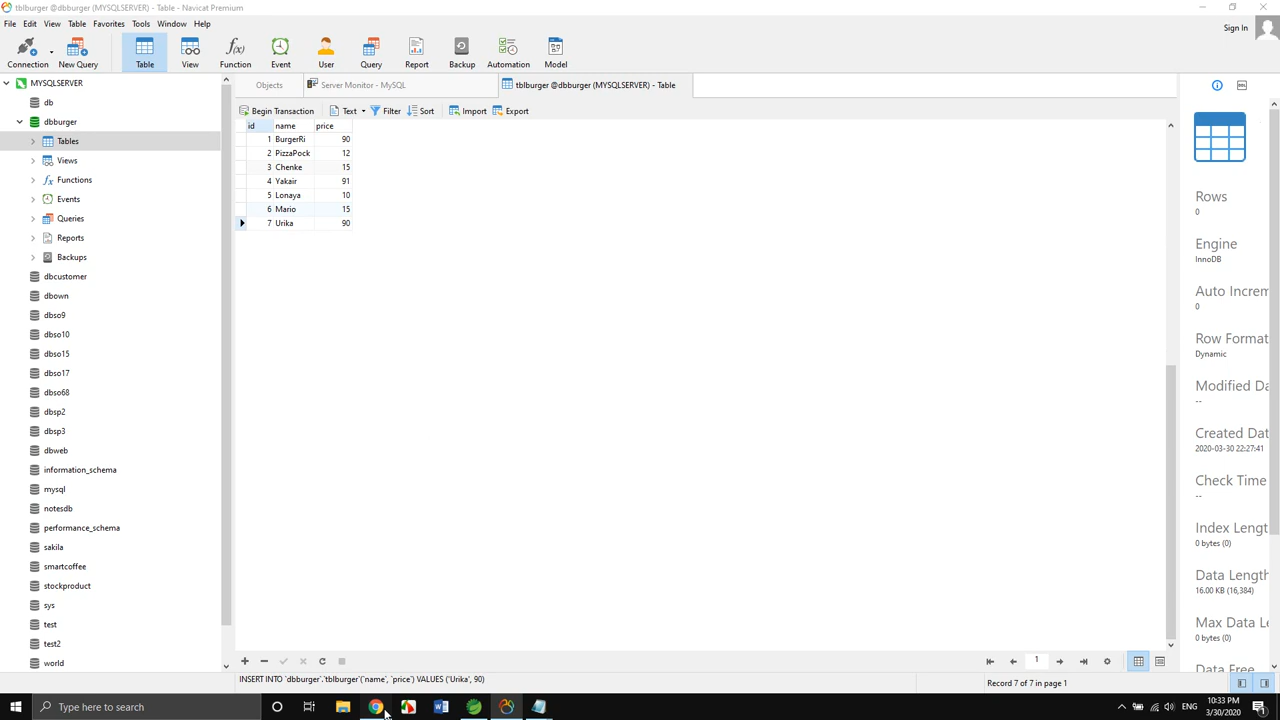 tblburger @dbburger (MYSQLSERVER) - Table - Navicat Premium
File Edit View Table Favorites Tools Window Help
Sign In
Connection New Query Table View Function Event User Query Report Backup Automation Model
MYSQLSERVER
db
dbburger
Tables
Views
Functions
Events
Queries
Reports
Backups
dbcustomer
dbown
dbso9
dbso10
dbso15
dbso17
dbso68
dbsp2
dbsp3
dbweb
information_schema
mysql
notesdb
performance_schema
sakila
smartcoffee
stockproduct
sys
test
test2
world
Objects Server Monitor - MySQL tblburger @dbburger (MYSQLSERVER) - Table
Begin Transaction Text Filter Sort Import Export
id name price
1 BurgerRi 90
2 PizzaPock 12
3 Chenke 15
4 Yakair 91
5 Lonaya 10
6 Mario 15
7 Urika 90
Rows
0
Engine
InnoDB
Auto Increm
0
Row Format
Dynamic
Modified Da
--
Created Dat
2020-03-30 22:27:41
Check Time
--
Index Length
0 bytes (0)
Data Length
16.00 KB (16,384)
Max Data Le
0 bytes (0)
Data Free
1
INSERT INTO `dbburger`.`tblburger`(`name`, `price`) VALUES ('Urika', 90)
Record 7 of 7 in page 1
Type here to search
ENG
10:33 PM
3/30/2020